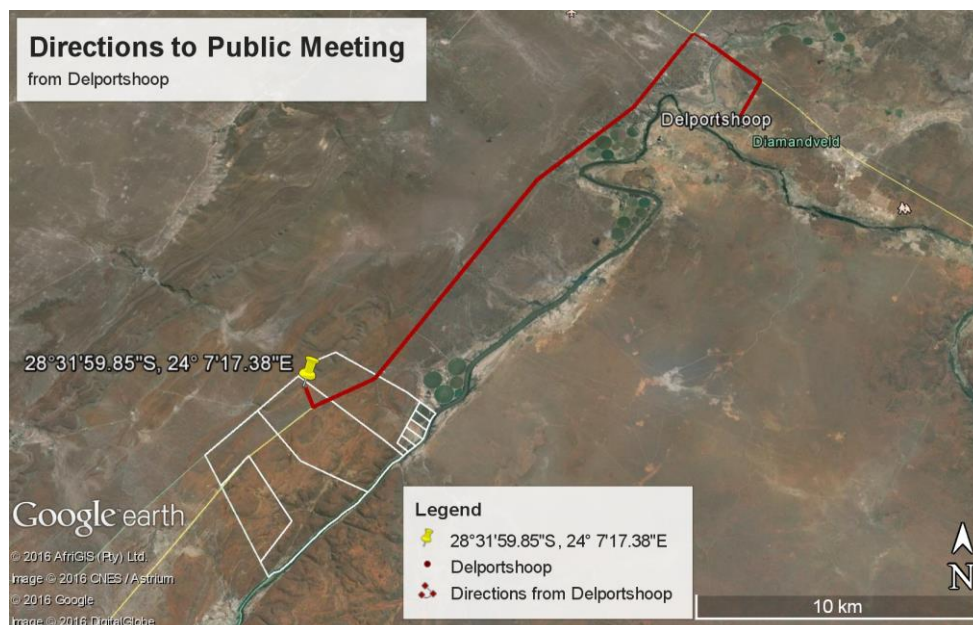 Directions to Public Meeting
from Delportshoop
Delportshoop
Diamandveld
28°31'59.85"S, 24° 7'17.38"E
Google earth
© 2016 AfriGIS (Pty) Ltd.
Image © 2016 CNES / Astrium
© 2016 Google
Image © 2016 DigitalGlobe
Legend
28°31'59.85"S, 24° 7'17.38"E
Delportshoop
Directions from Delportshoop
N
10 km